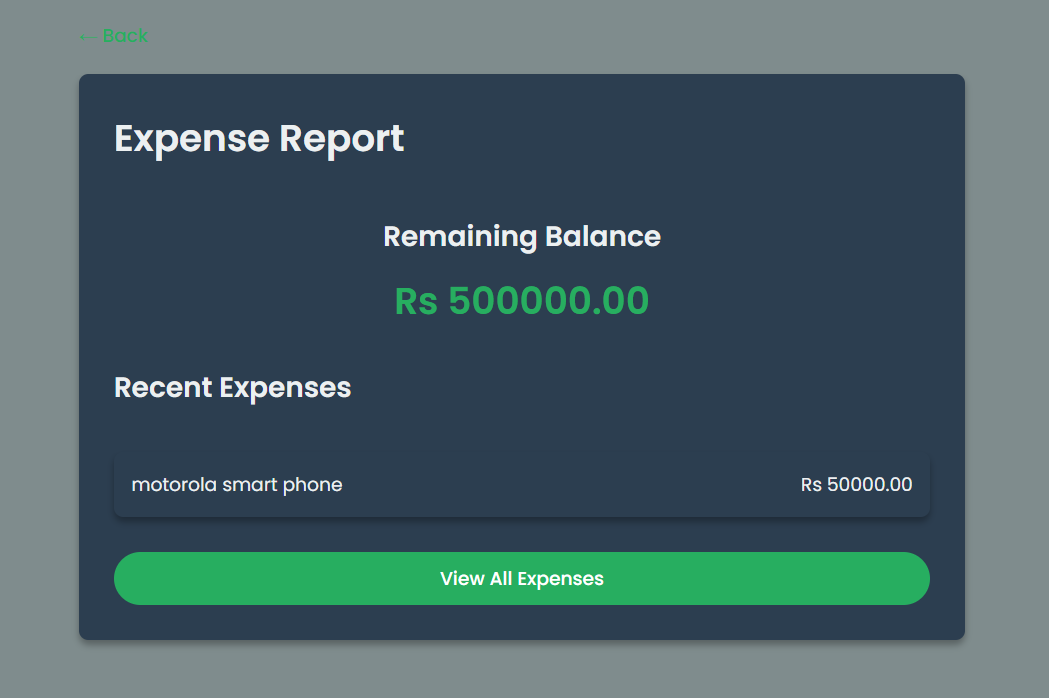 ← Back
Expense Report
Remaining Balance
Rs 500000.00
Recent Expenses
motorola smart phone Rs 50000.00
View All Expenses